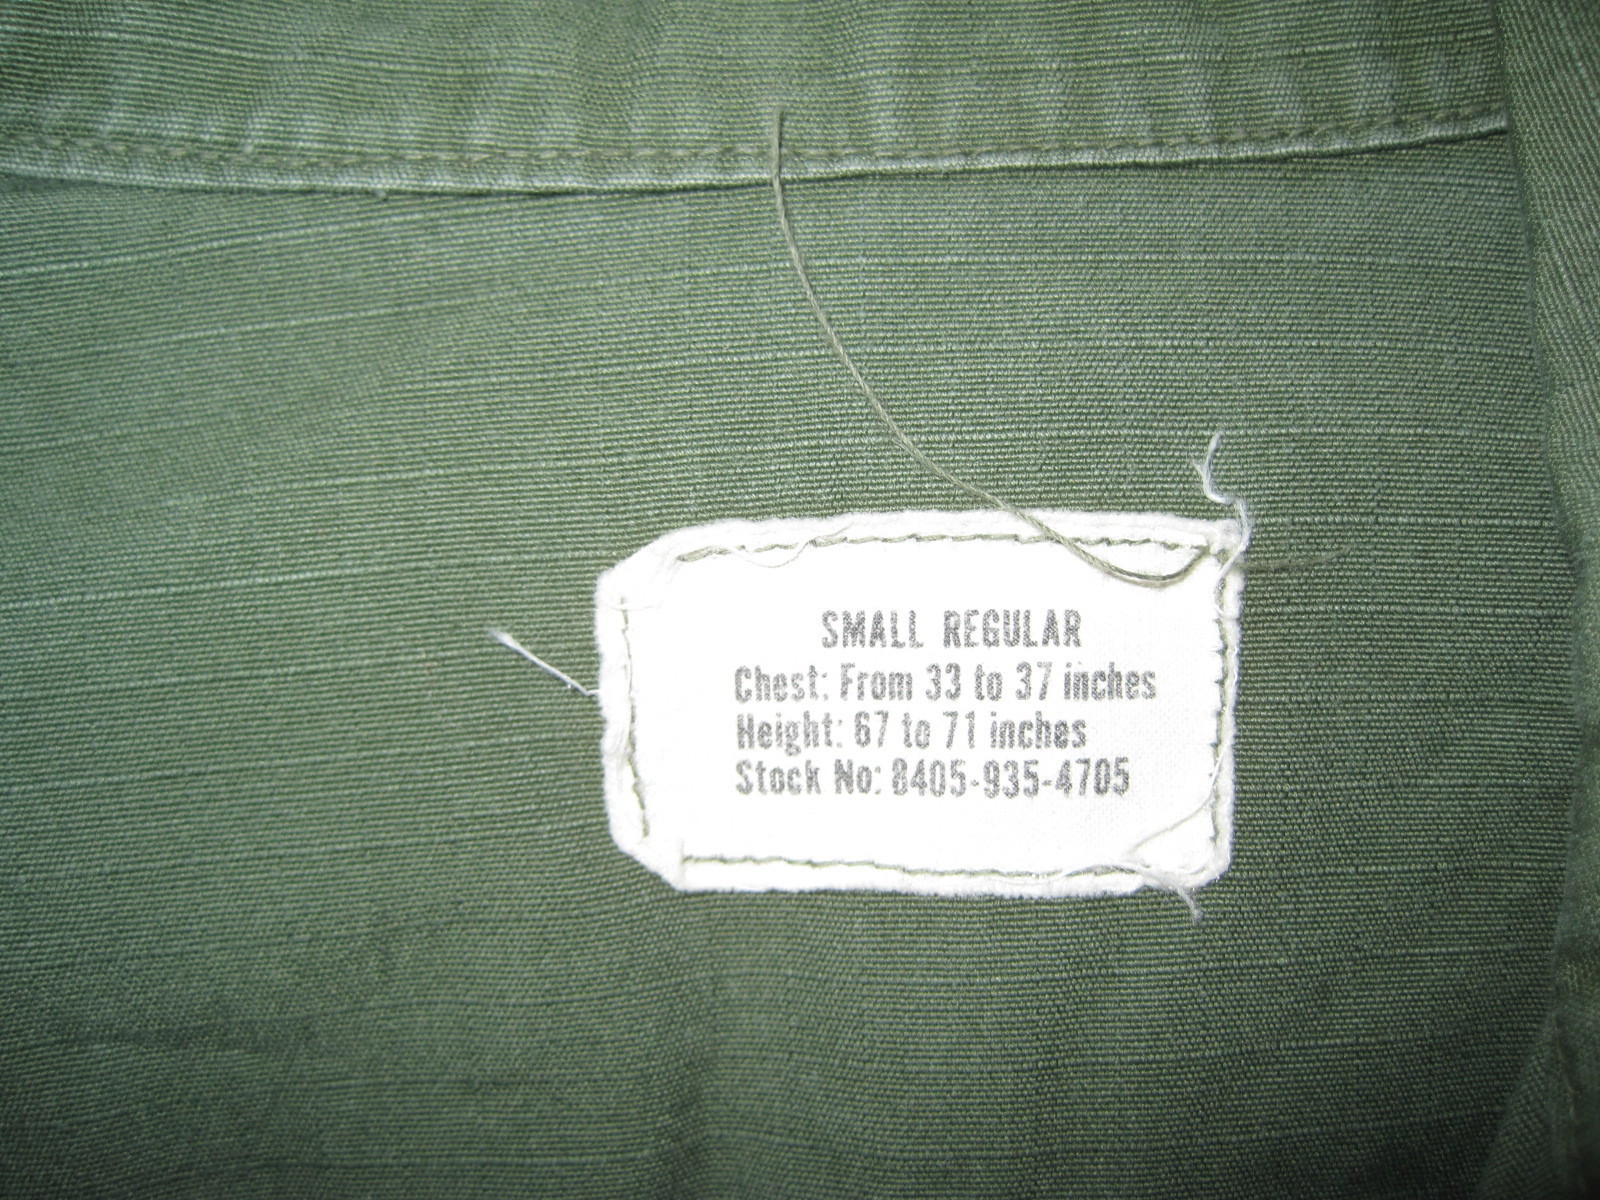 SMALL REGULAR
Chest: From 33 to 37 inches
Height: 67 to 71 inches
Stock No: 8405-935-4705